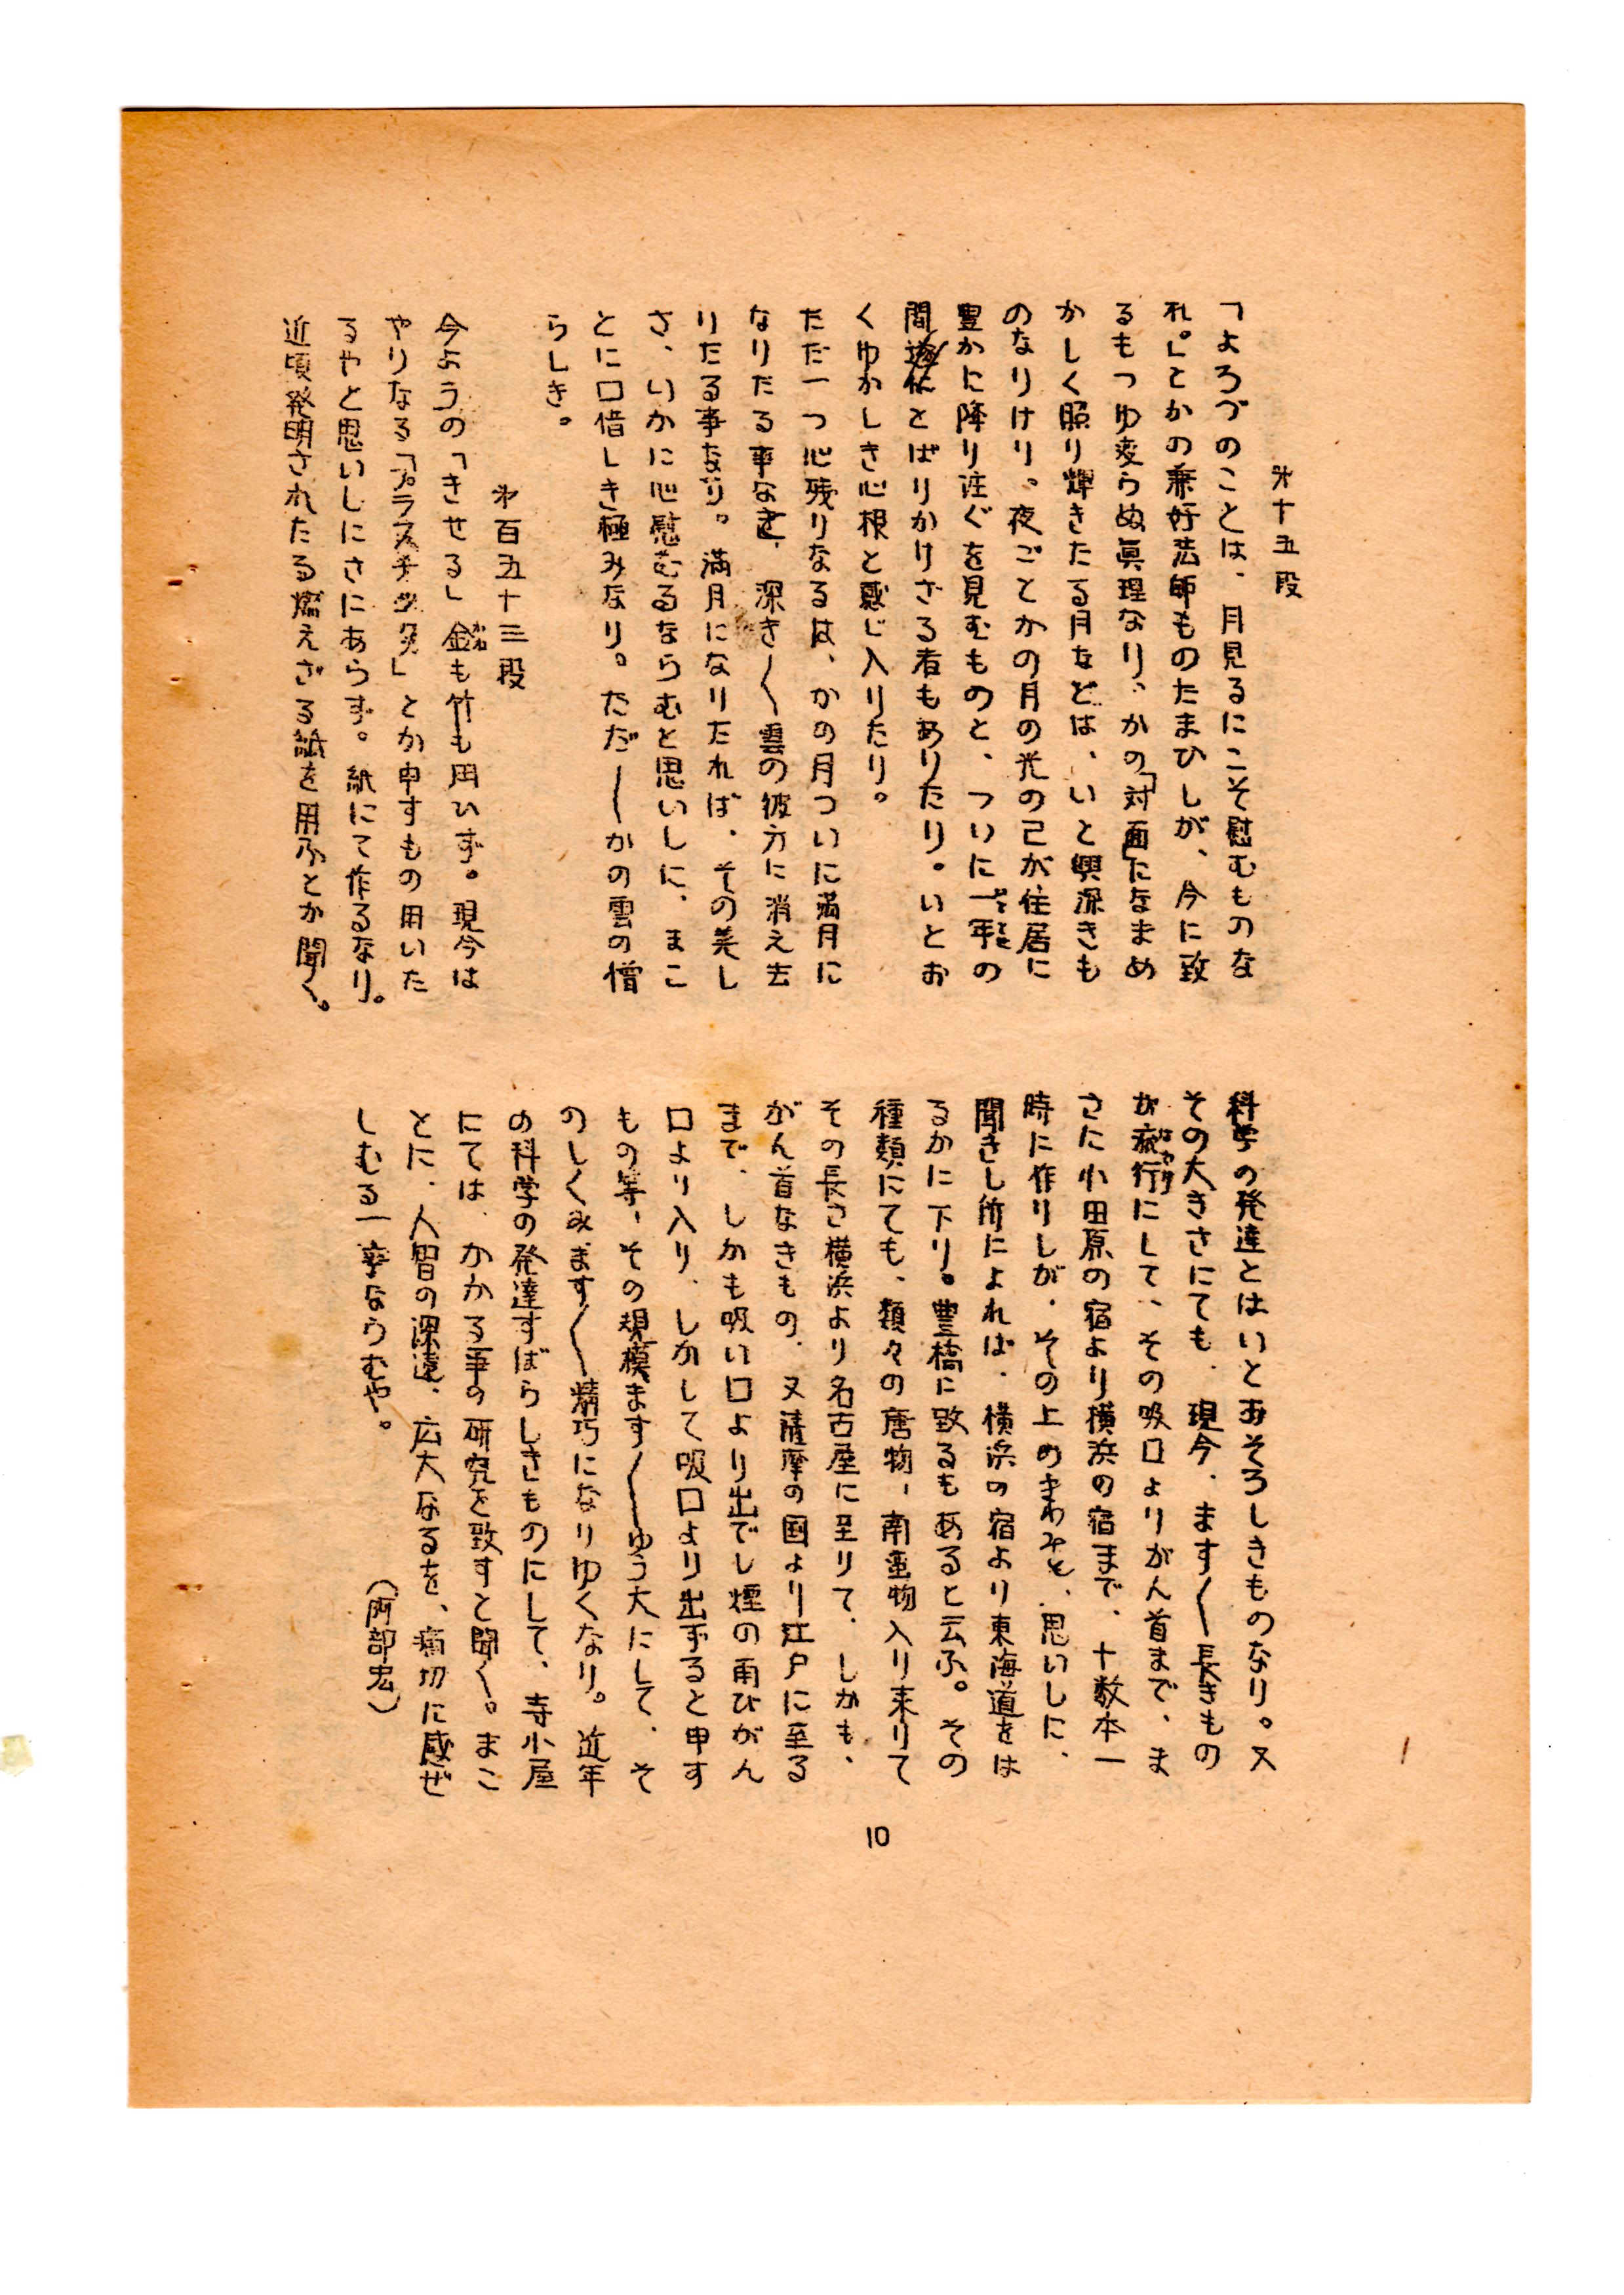 第十五段
「よろづのことは、月見るにこそ慰むものな
れ。」とかの兼好法師ものたまひしが、今に致
るもつゆ変らぬ真理なり、かの「対面」たなまめ
かしく照り輝きたる月などは、いと興深きも
のなりけり。夜ごとかの月の光の己が住居に
豊かに降り注ぐを見むものと、ついに一年の
間とばりかけざる者もありたり。いとお
くゆかしき心根と感じ入りたり。
ただ一つ心残りなるは、かの月ついに満月に
なりたる事なき、深き〳〵雲の彼方に消え去
りたる事なり。満月になりたれば、その美し
さ、いかに心慰むるならむと思いしに、まこ
とに口惜しき極みなり。ただ〳〵かの雲の憎
らしき。
第百五十三段
今ようの「きせる」金も竹も用ひず。現今は
やりなる「プラスチック」とか申すもの用いた
るやと思いしにさにあらず。紙にて作るなり。
近頃発明されたる燃えざる紙を用ふとか聞く。
科学の発達とはいとおそろしきものなり。又
その大きさにても、現今、ます〳〵長きもの
が流行にして、その吸口よりがん首まで、ま
さに小田原の宿より横浜の宿まで、十数本一
時に作りしが、その上のきわみと、思いしに、
聞きし所によれば、横浜の宿より東海道をは
るかに下り。豊橋に致るもあると云ふ。その
種類にても、類々の唐物、南蛮物入り来りて
その長さ横浜より名古屋に至りて、しかも、
がん首なきもの、又薩摩の国より江戸に至る
まで、しかも吸い口より出でし煙の再びがん
口より入り、しかして吸口より出ずると申す
もの等、その規模ます〳〵ゆう大にして、そ
のしくみます〳〵精巧になりゆくなり。近年
の科学の発達すばらしきものにして、寺小屋
にては、かかる事の研究を致すと聞く。まこ
とに、人智の深遠、広大なるを、痛切に感ぜ
しむる一事ならむや。
（阿部宏）
10